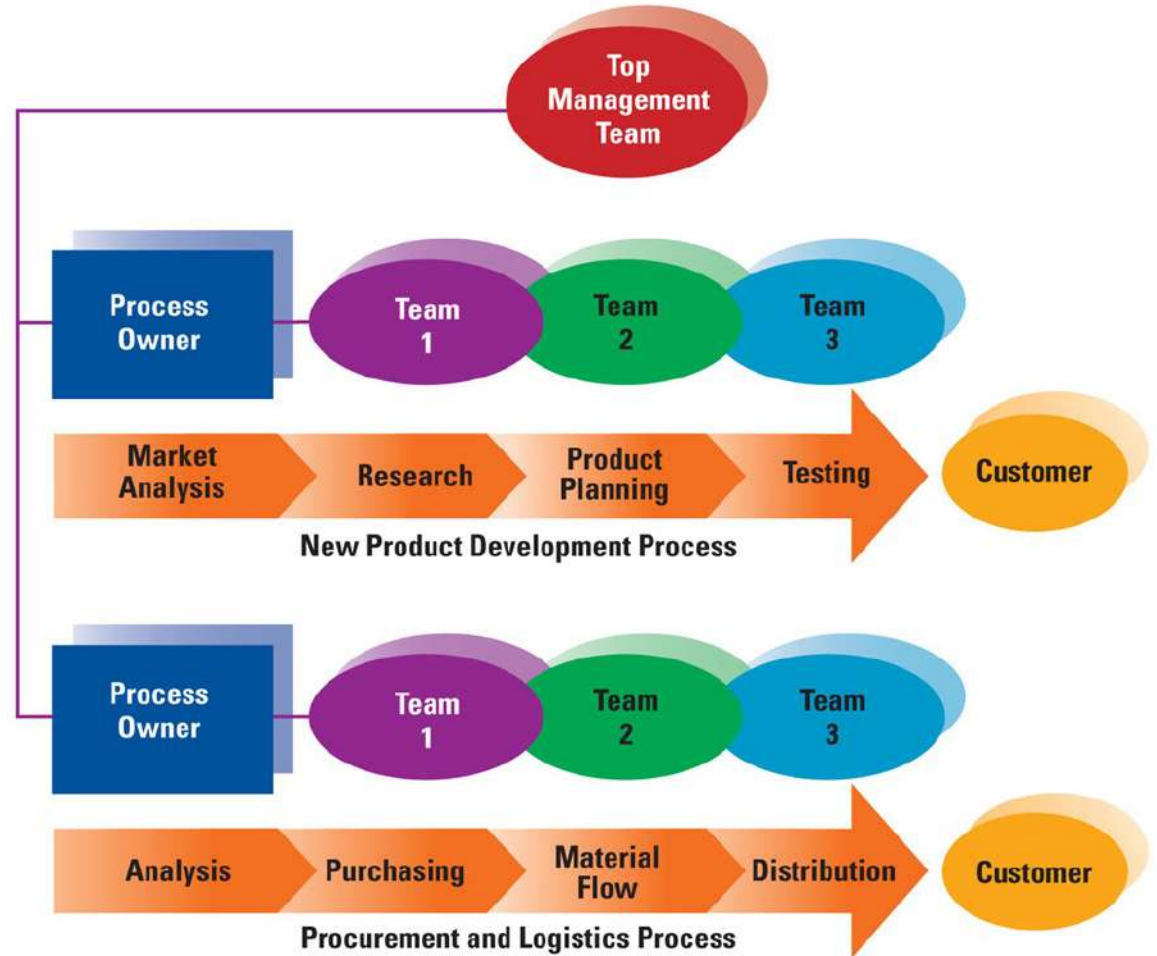 Top
Management
Team
Process
Owner
Team
1
Team
2
Team
3
Market
Analysis
Research
Product
Planning
Testing
Customer
New Product Development Process
Process
Owner
Team
1
Team
2
Team
3
Analysis
Purchasing
Material
Flow
Distribution
Customer
Procurement and Logistics Process